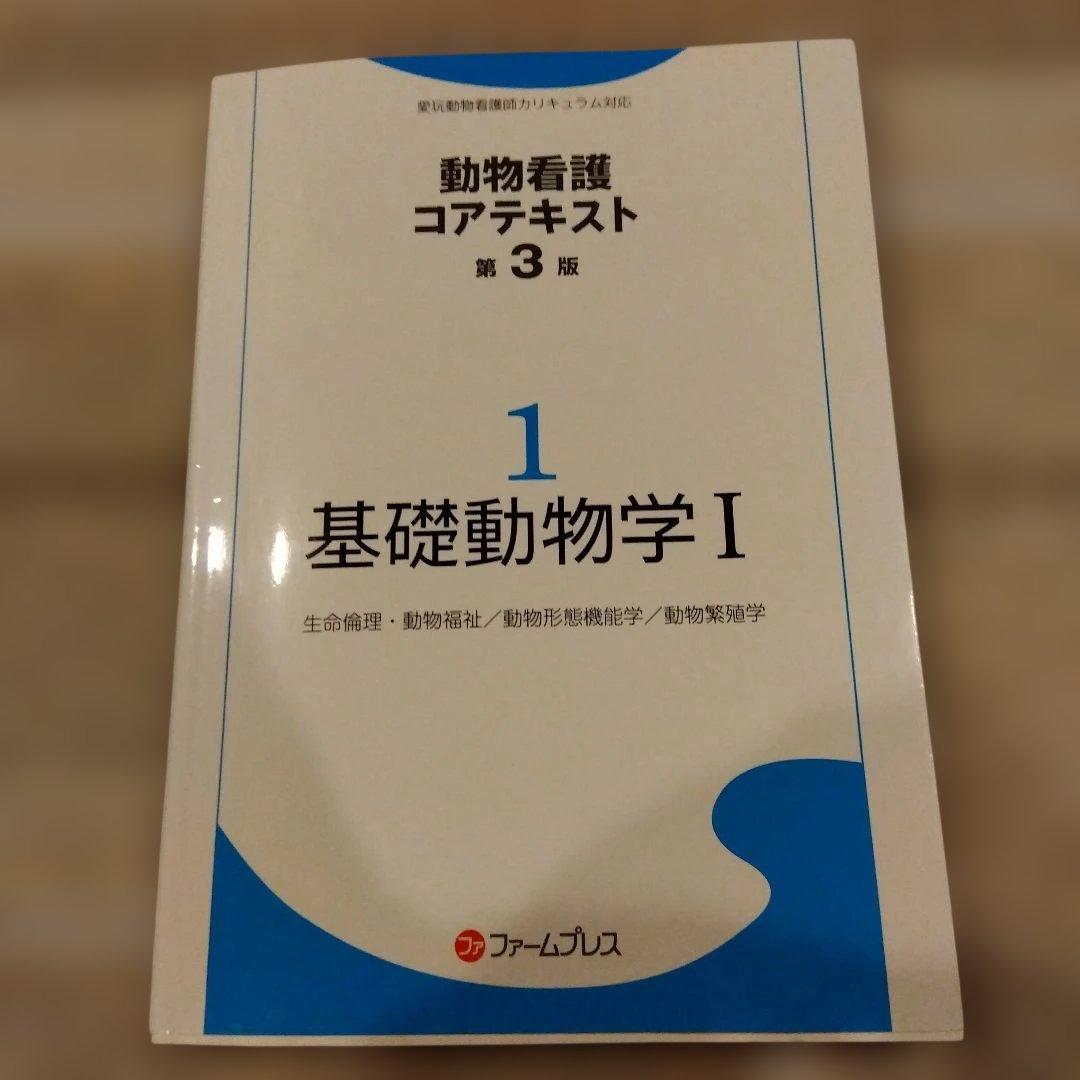 愛玩動物看護師カリキュラム対応
動物看護
コアテキスト
第3版
1
基礎動物学Ⅰ
生命倫理・動物福祉／動物形態機能学／動物繁殖学
ファ ファームプレス